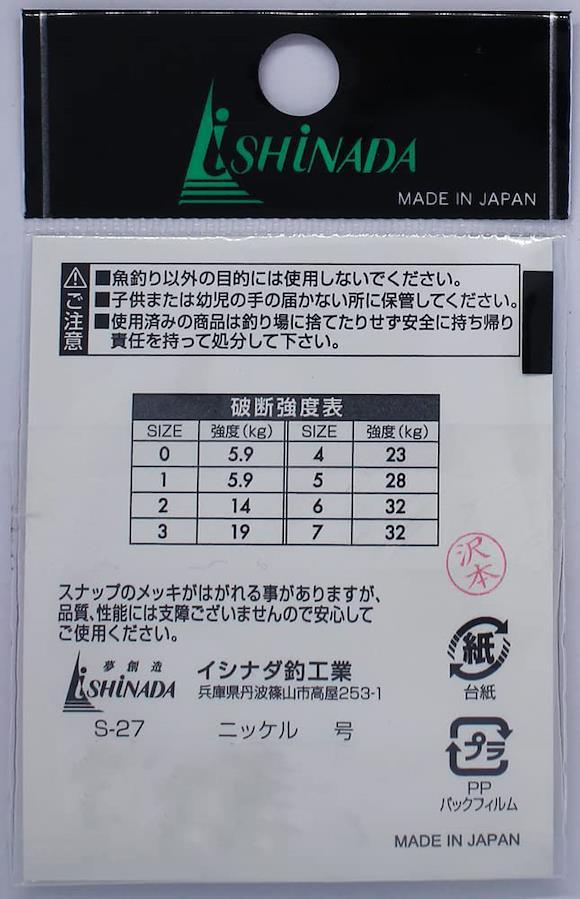 iSHiNADA
MADE IN JAPAN
ご注意
■魚釣り以外の目的には使用しないでください。
■子供または幼児の手の届かない所に保管してください。
■使用済みの商品は釣り場に捨てたりせず安全に持ち帰り
責任を持って処分して下さい。
破断強度表
SIZE 強度(kg) SIZE 強度(kg)
0 5.9 4 23
1 5.9 5 28
2 14 6 32
3 19 7 32
沢本
スナップのメッキがはがれる事がありますが、
品質、性能には支障ございませんので安心して
ご使用ください。
夢創造
iSHiNADA
イシナダ釣工業
兵庫県丹波篠山市高屋253-1
S-27 ニッケル 号
紙
台紙
プラ
PP
パックフィルム
MADE IN JAPAN